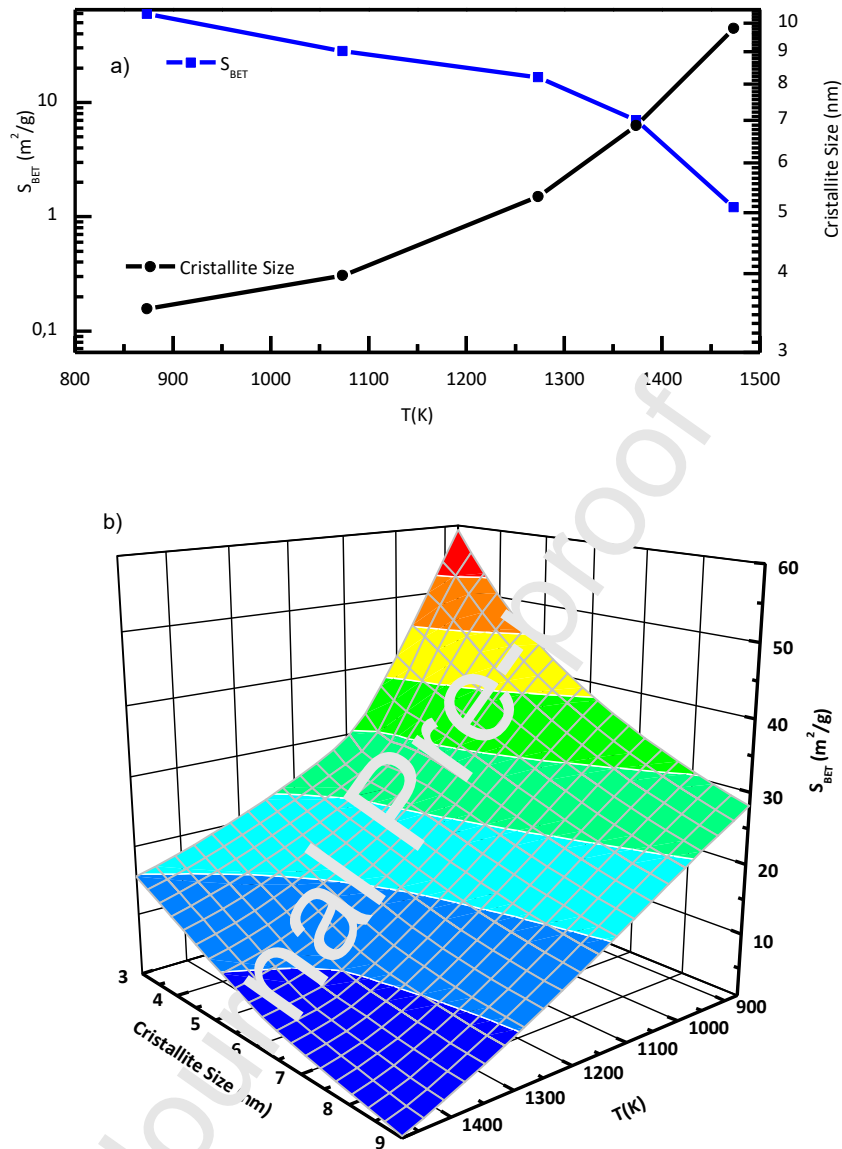 a)
S_BET
Cristallite Size
S_BET (m²/g)
10
1
0,1
Cristallite Size (nm)
10
9
8
7
6
5
4
3
800 900 1000 1100 1200 1300 1400 1500
T(K)
b)
60
50
40
30
20
10
S_BET (m²/g)
3
4
5
6
7
8
9
Cristallite Size
900
1000
1100
1200
1300
1400
T(K)
Journal Pre-proof